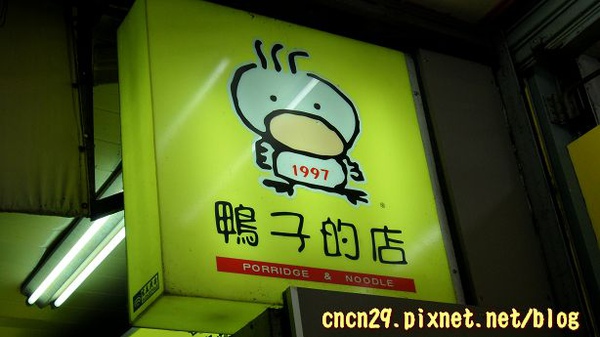 1997
鴨子的店
PORRIDGE & NOODLE
cncn29.pixnet.net/blog